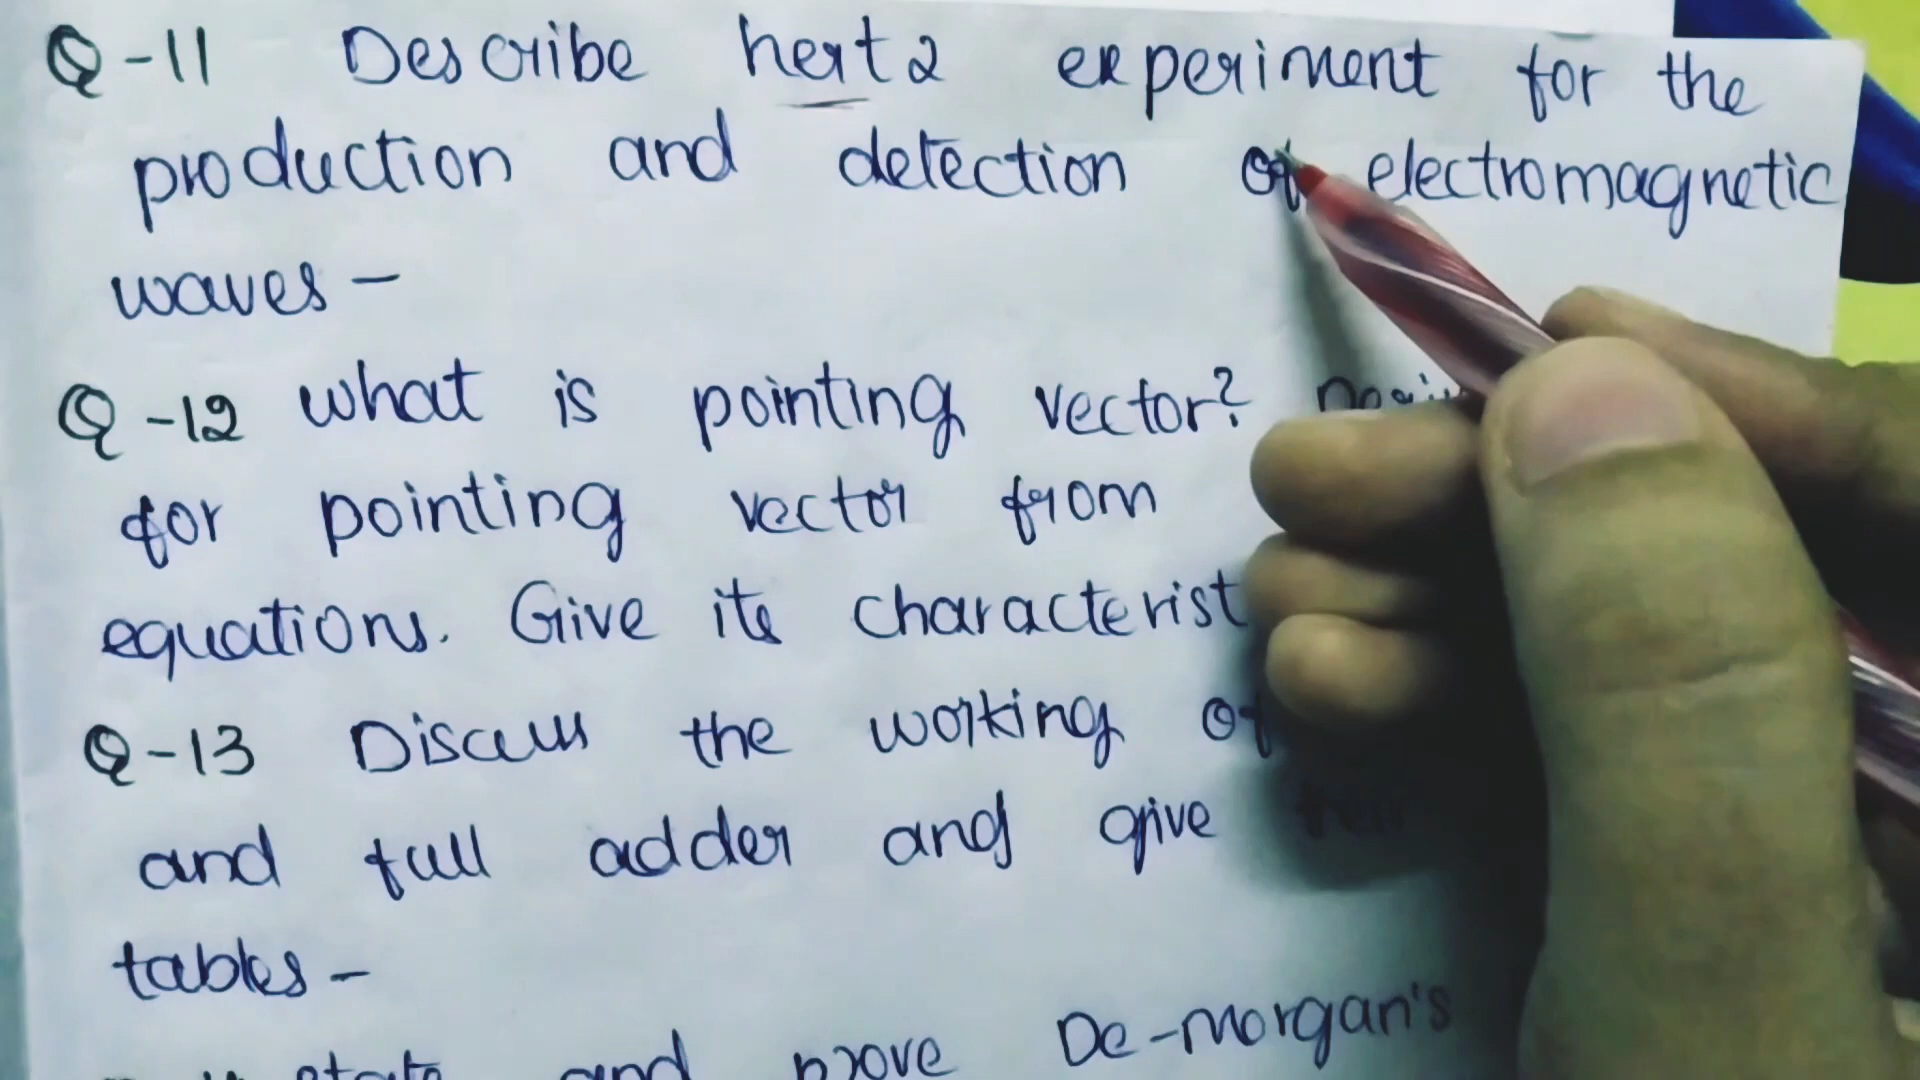 Q-11 Describe hertz experiment for the
production and detection of electromagnetic
waves-
Q-12 What is pointing vector?
for pointing vector from
equations. Give its characterist
Q-13 Discuss the working of
and full adder and give
tables-
state and prove De-morgan's